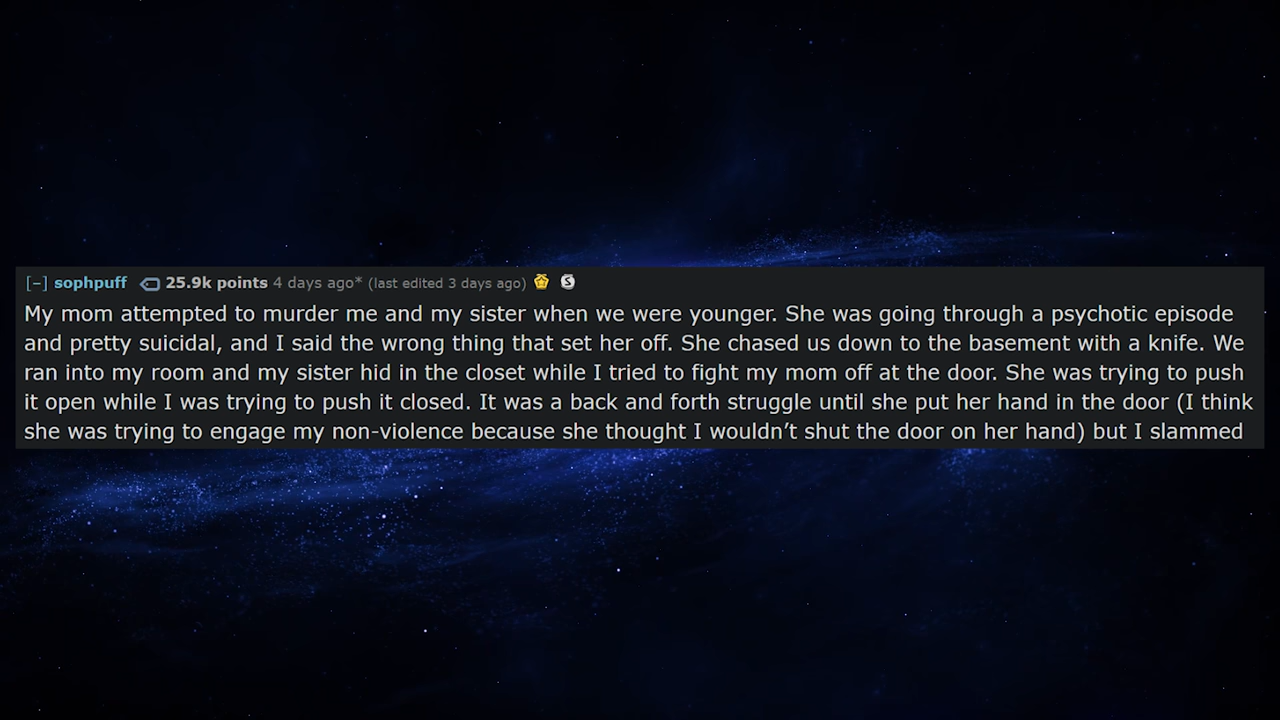 [-] sophpuff 25.9k points 4 days ago* (last edited 3 days ago) S
My mom attempted to murder me and my sister when we were younger. She was going through a psychotic episode
and pretty suicidal, and I said the wrong thing that set her off. She chased us down to the basement with a knife. We
ran into my room and my sister hid in the closet while I tried to fight my mom off at the door. She was trying to push
it open while I was trying to push it closed. It was a back and forth struggle until she put her hand in the door (I think
she was trying to engage my non-violence because she thought I wouldn’t shut the door on her hand) but I slammed